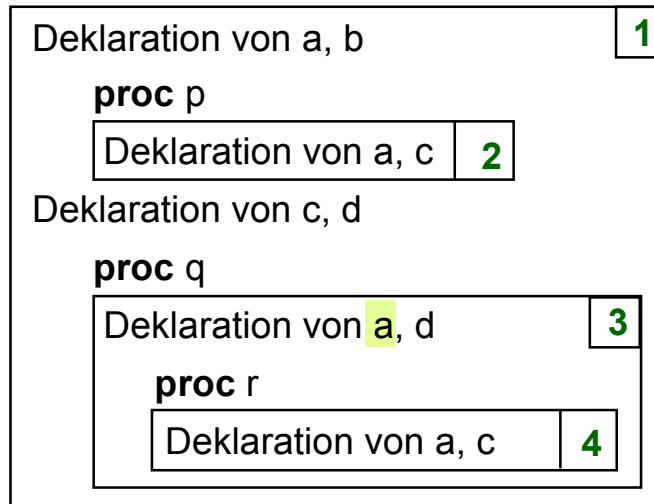 Deklaration von a, b 1
proc p
Deklaration von a, c 2
Deklaration von c, d
proc q
Deklaration von a, d 3
proc r
Deklaration von a, c 4